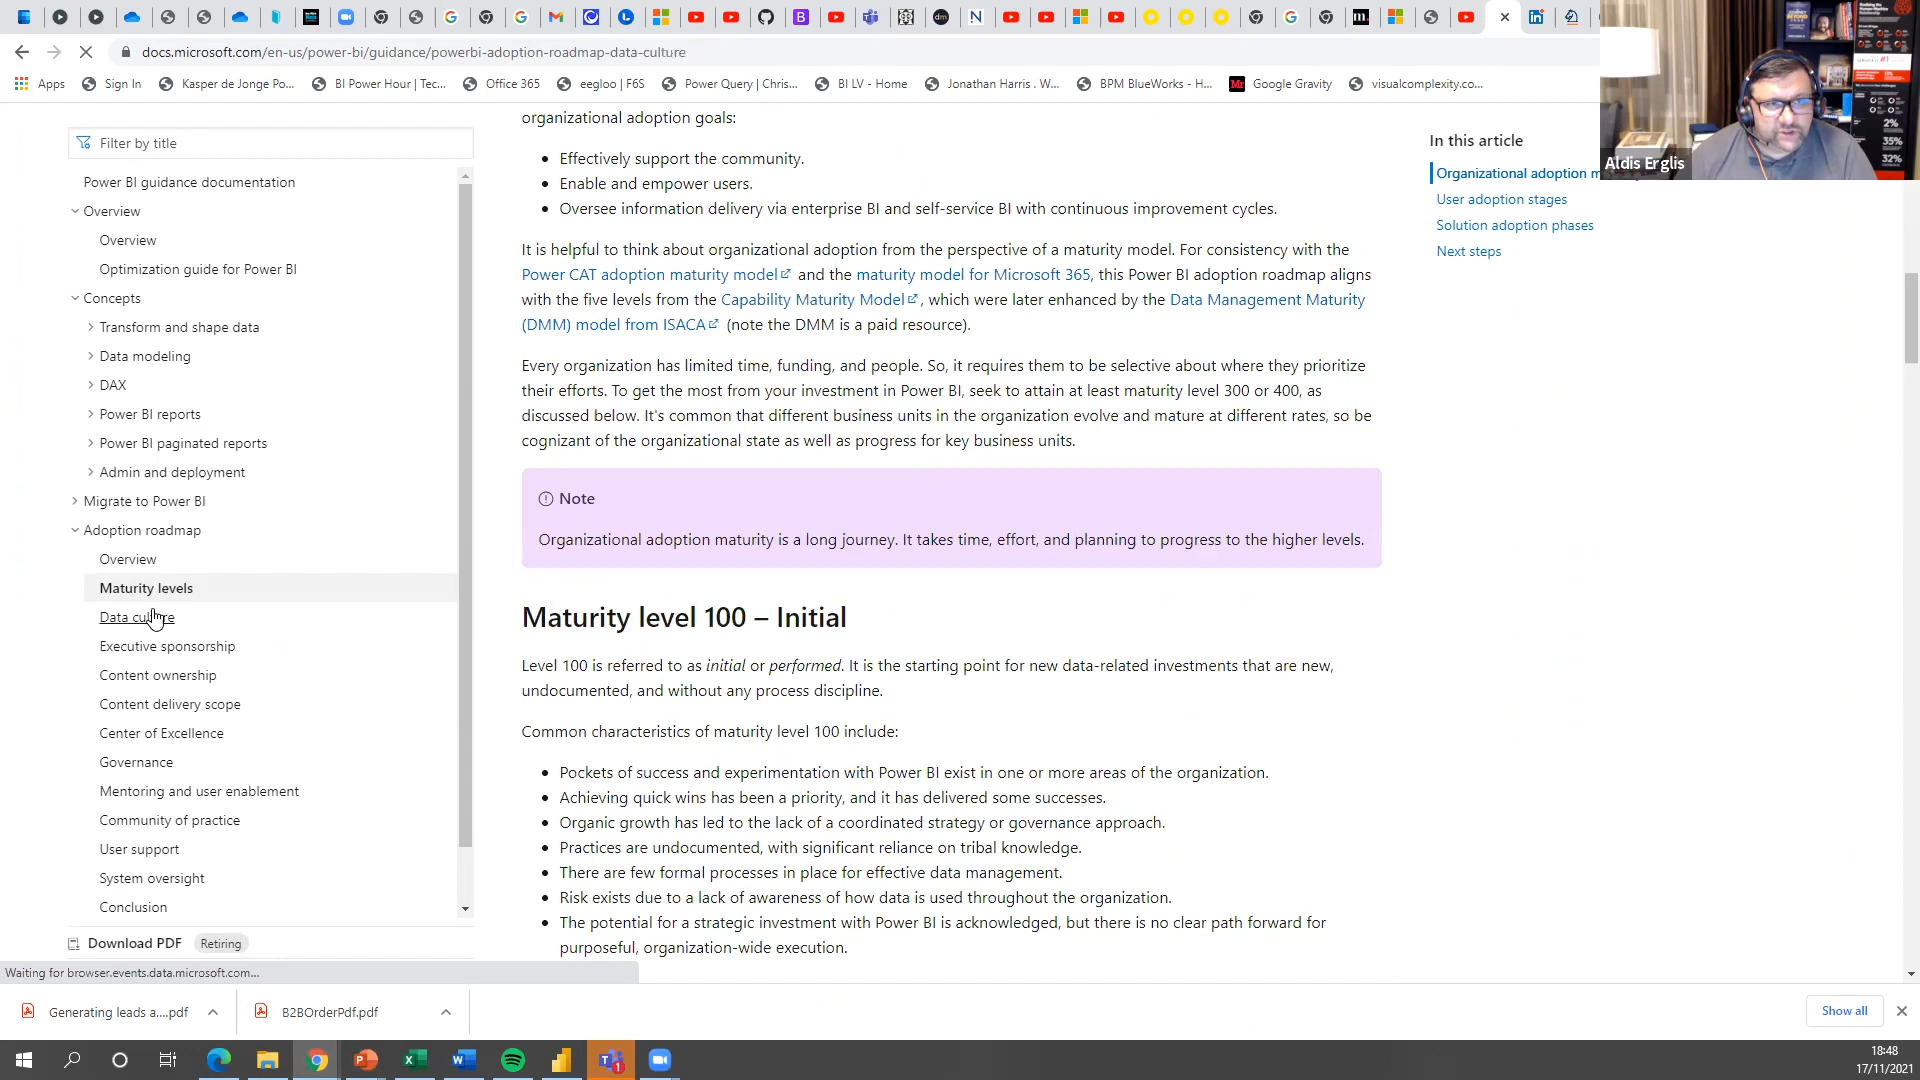 docs.microsoft.com/en-us/power-bi/guidance/powerbi-adoption-roadmap-data-culture
Apps
Sign In
Kasper de Jonge Po...
BI Power Hour | Tec...
Office 365
eegloo | F6S
Power Query | Chris...
BI LV - Home
Jonathan Harris . W...
BPM BlueWorks - H...
Google Gravity
visualcomplexity.co...
Aldis Erglis
Filter by title
Power BI guidance documentation
Overview
Overview
Optimization guide for Power BI
Concepts
Transform and shape data
Data modeling
DAX
Power BI reports
Power BI paginated reports
Admin and deployment
Migrate to Power BI
Adoption roadmap
Overview
Maturity levels
Data culture
Executive sponsorship
Content ownership
Content delivery scope
Center of Excellence
Governance
Mentoring and user enablement
Community of practice
User support
System oversight
Conclusion
Download PDF Retiring
organizational adoption goals:
Effectively support the community.
Enable and empower users.
Oversee information delivery via enterprise BI and self-service BI with continuous improvement cycles.
It is helpful to think about organizational adoption from the perspective of a maturity model. For consistency with the
Power CAT adoption maturity model and the maturity model for Microsoft 365, this Power BI adoption roadmap aligns
with the five levels from the Capability Maturity Model, which were later enhanced by the Data Management Maturity
(DMM) model from ISACA (note the DMM is a paid resource).
Every organization has limited time, funding, and people. So, it requires them to be selective about where they prioritize
their efforts. To get the most from your investment in Power BI, seek to attain at least maturity level 300 or 400, as
discussed below. It's common that different business units in the organization evolve and mature at different rates, so be
cognizant of the organizational state as well as progress for key business units.
Note
Organizational adoption maturity is a long journey. It takes time, effort, and planning to progress to the higher levels.
Maturity level 100 – Initial
Level 100 is referred to as initial or performed. It is the starting point for new data-related investments that are new,
undocumented, and without any process discipline.
Common characteristics of maturity level 100 include:
Pockets of success and experimentation with Power BI exist in one or more areas of the organization.
Achieving quick wins has been a priority, and it has delivered some successes.
Organic growth has led to the lack of a coordinated strategy or governance approach.
Practices are undocumented, with significant reliance on tribal knowledge.
There are few formal processes in place for effective data management.
Risk exists due to a lack of awareness of how data is used throughout the organization.
The potential for a strategic investment with Power BI is acknowledged, but there is no clear path forward for
purposeful, organization-wide execution.
In this article
Organizational adoption m
User adoption stages
Solution adoption phases
Next steps
#1
2%
35%
32%
Waiting for browser.events.data.microsoft.com...
Generating leads a....pdf
B2BOrderPdf.pdf
Show all
18:48
17/11/2021